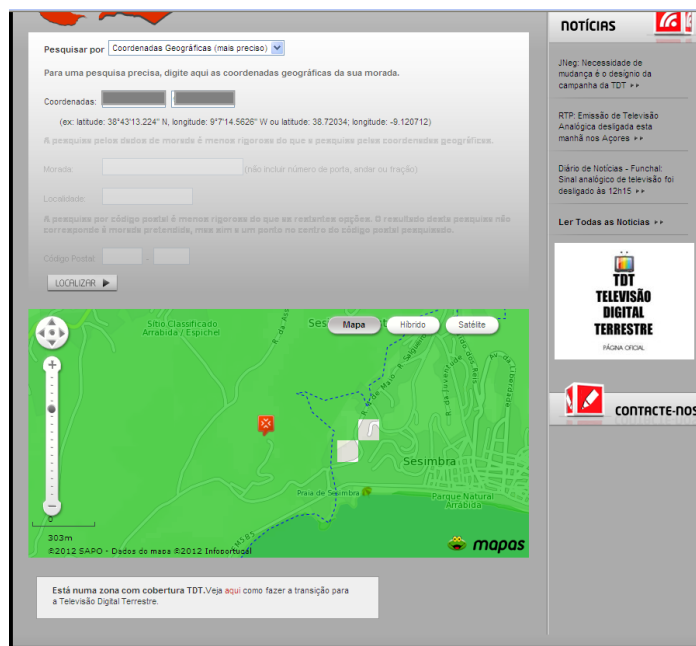 Pesquisar por Coordenadas Geográficas (mais preciso)
Para uma pesquisa precisa, digite aqui as coordenadas geográficas da sua morada.
Coordenadas:
(ex: latitude: 38°43'13.224" N, longitude: 9°7'14.5626" W ou latitude: 38.72034; longitude: -9.120712)
A pesquisa pelos dados de morada é menos rigorosa do que a pesquisa pelas coordenadas geográficas.
Morada: (não incluir número de porta, andar ou fração)
Localidade:
A pesquisa por código postal é menos rigorosa do que as restantes opções. O resultado desta pesquisa não
corresponde à morada pretendida, mas sim a um ponto no centro do código postal pesquisado.
Código Postal: -
LOCALIZAR
Sítio Classificado
Arrábida / Espichel
Mapa
Híbrido
Satélite
Sesimbra
Praia de Sesimbra
Parque Natural
Arrábida
Av. da Liberdade
0
303m
©2012 SAPO - Dados do mapa ©2012 Infoportugal
mapas
Está numa zona com cobertura TDT.Veja aqui como fazer a transição para
a Televisão Digital Terrestre.
NOTÍCIAS
JNeg: Necessidade de
mudança é o desígnio da
campanha da TDT
RTP: Emissão de Televisão
Analógica desligada esta
manhã nos Açores
Diário de Notícias - Funchal:
Sinal analógico de televisão foi
desligado às 12h15
Ler Todas as Noticias
TDT
TELEVISÃO
DIGITAL
TERRESTRE
PÁGINA OFICIAL
CONTACTE-NOS